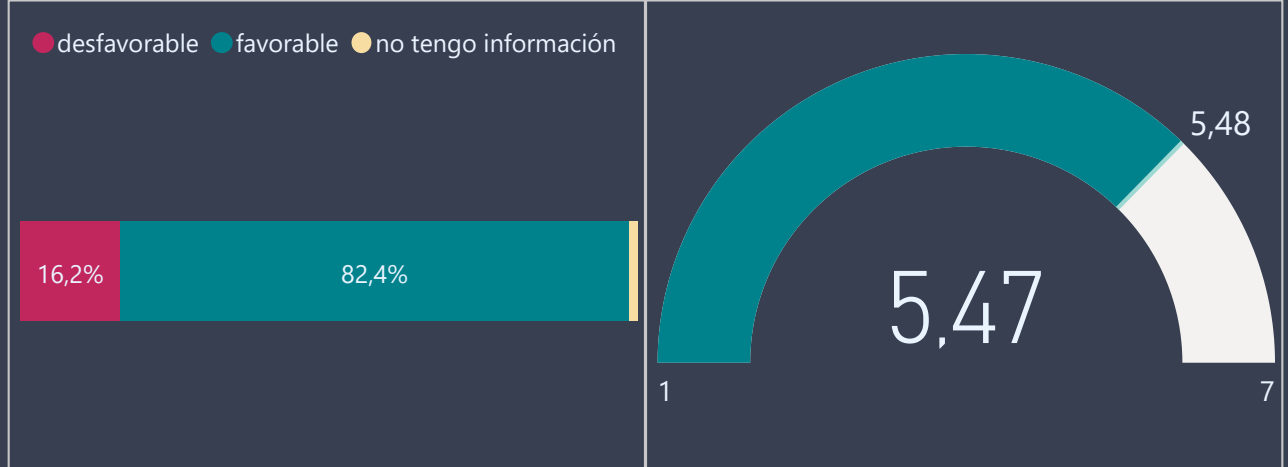 desfavorable favorable no tengo información
16,2% 82,4%
5,48
5,47
1 7